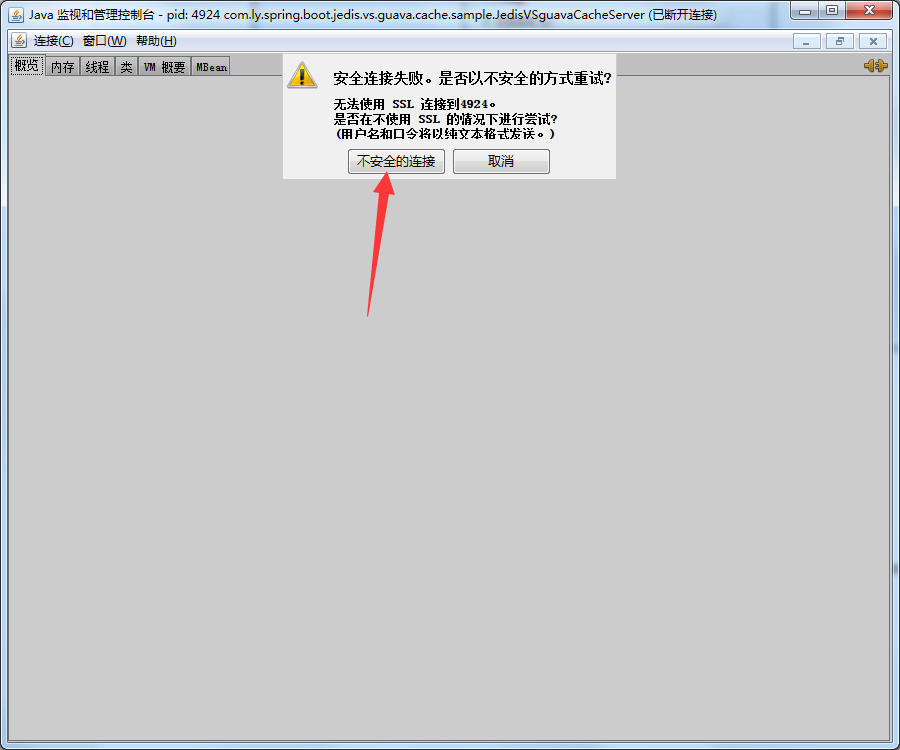 Java 监视和管理控制台 - pid: 4924 com.ly.spring.boot.jedis.vs.guava.cache.sample.JedisVSguavaCacheServer (已断开连接)
连接(C) 窗口(W) 帮助(H)
概览 内存 线程 类 VM 概要 MBean
安全连接失败。是否以不安全的方式重试?
无法使用 SSL 连接到4924。
是否在不使用 SSL 的情况下进行尝试?
(用户名和口令将以纯文本格式发送。)
不安全的连接 取消